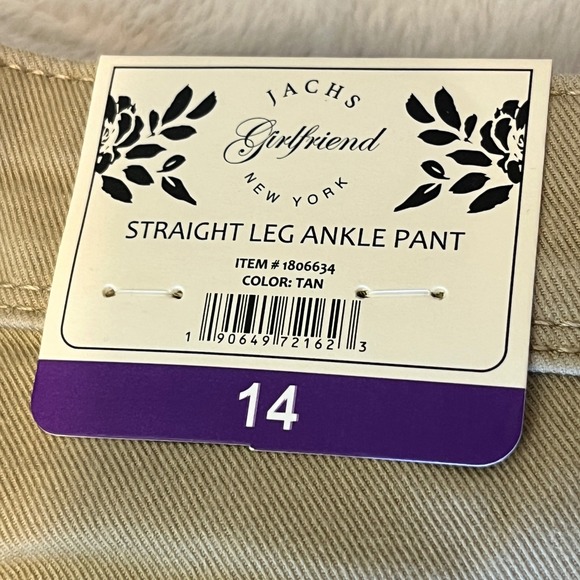 JACHS
Girlfriend
NEW YORK
STRAIGHT LEG ANKLE PANT
ITEM # 1806634
COLOR: TAN
1 90649 72162 3
14